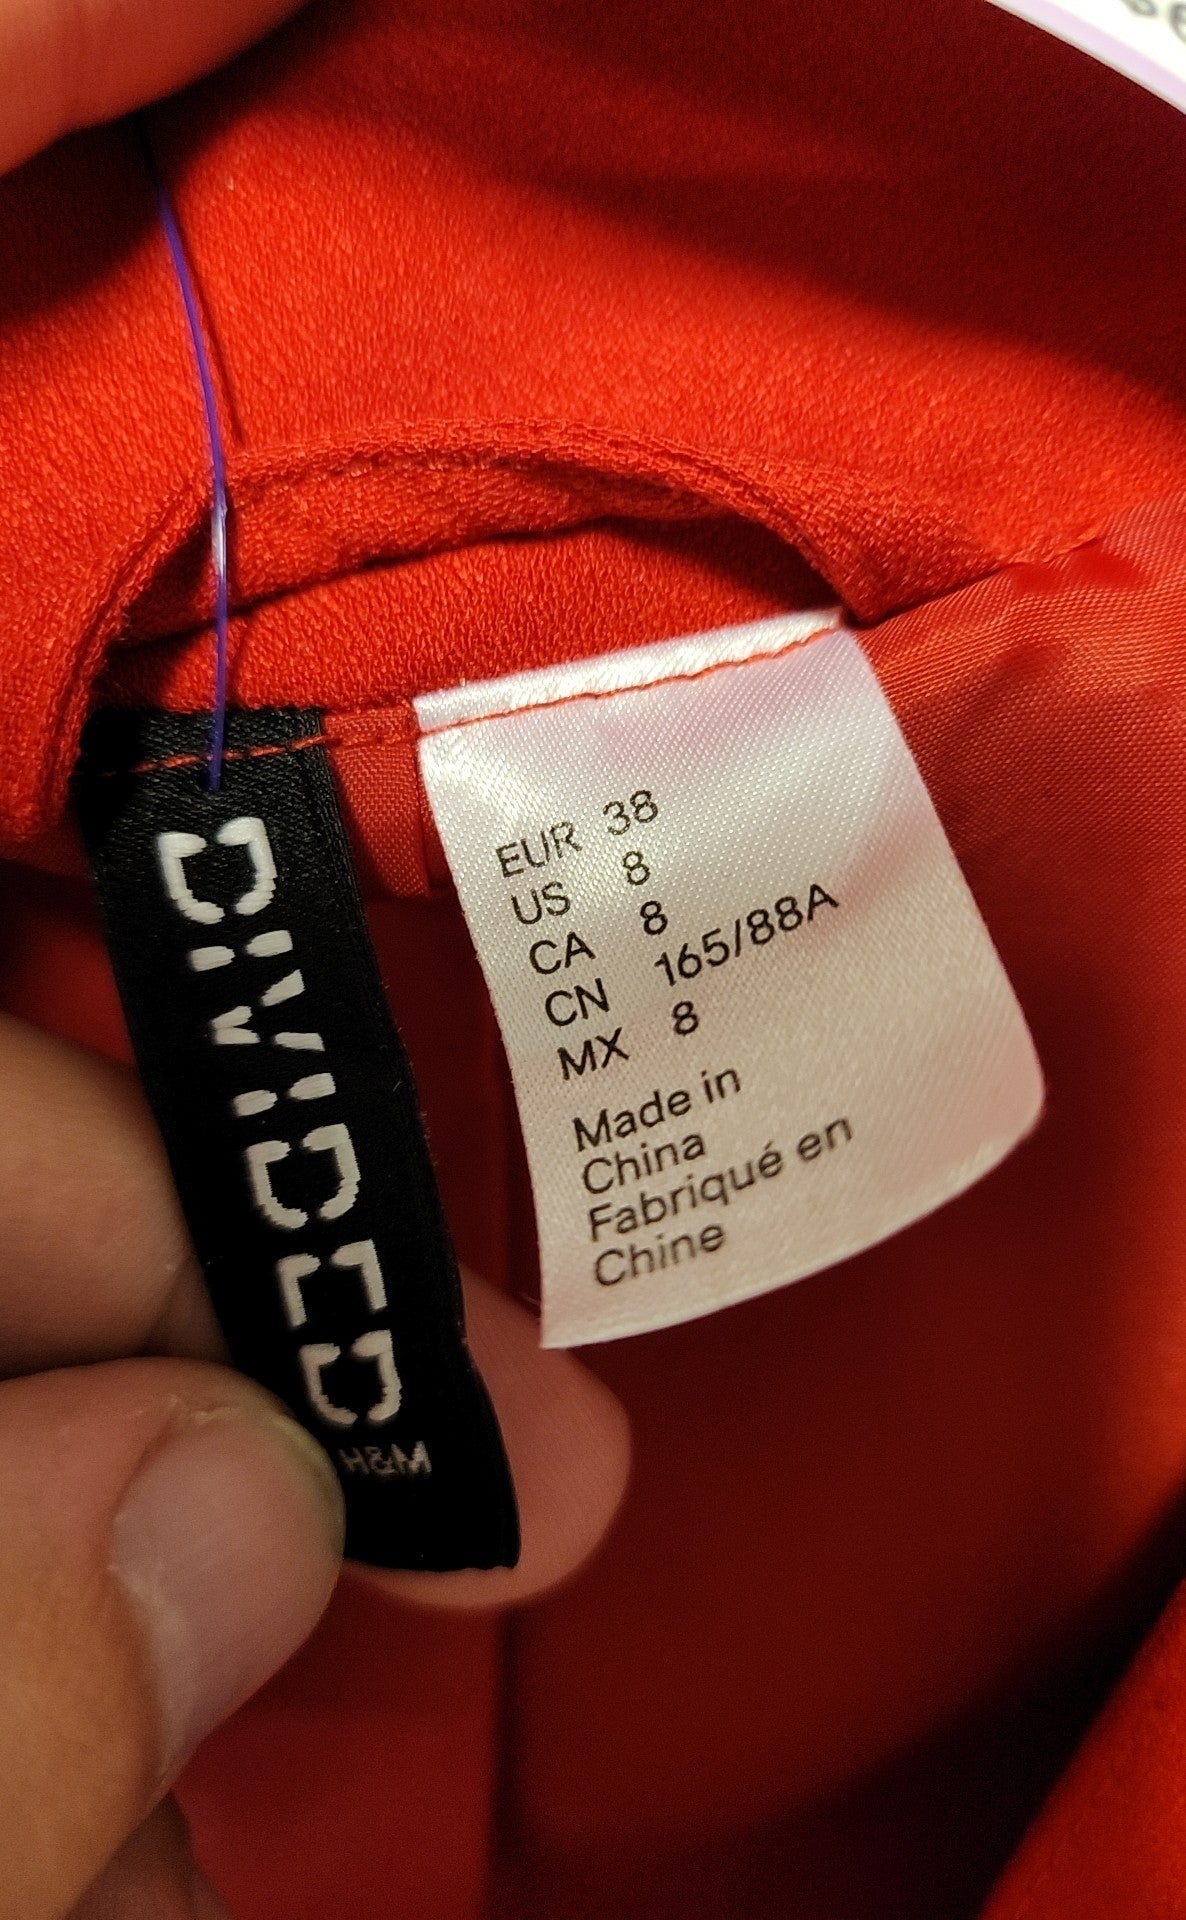 DIVIDED
H&M
EUR 38
US 8
CA 8
CN 165/88A
MX 8
Made in
China
Fabriqué en
Chine